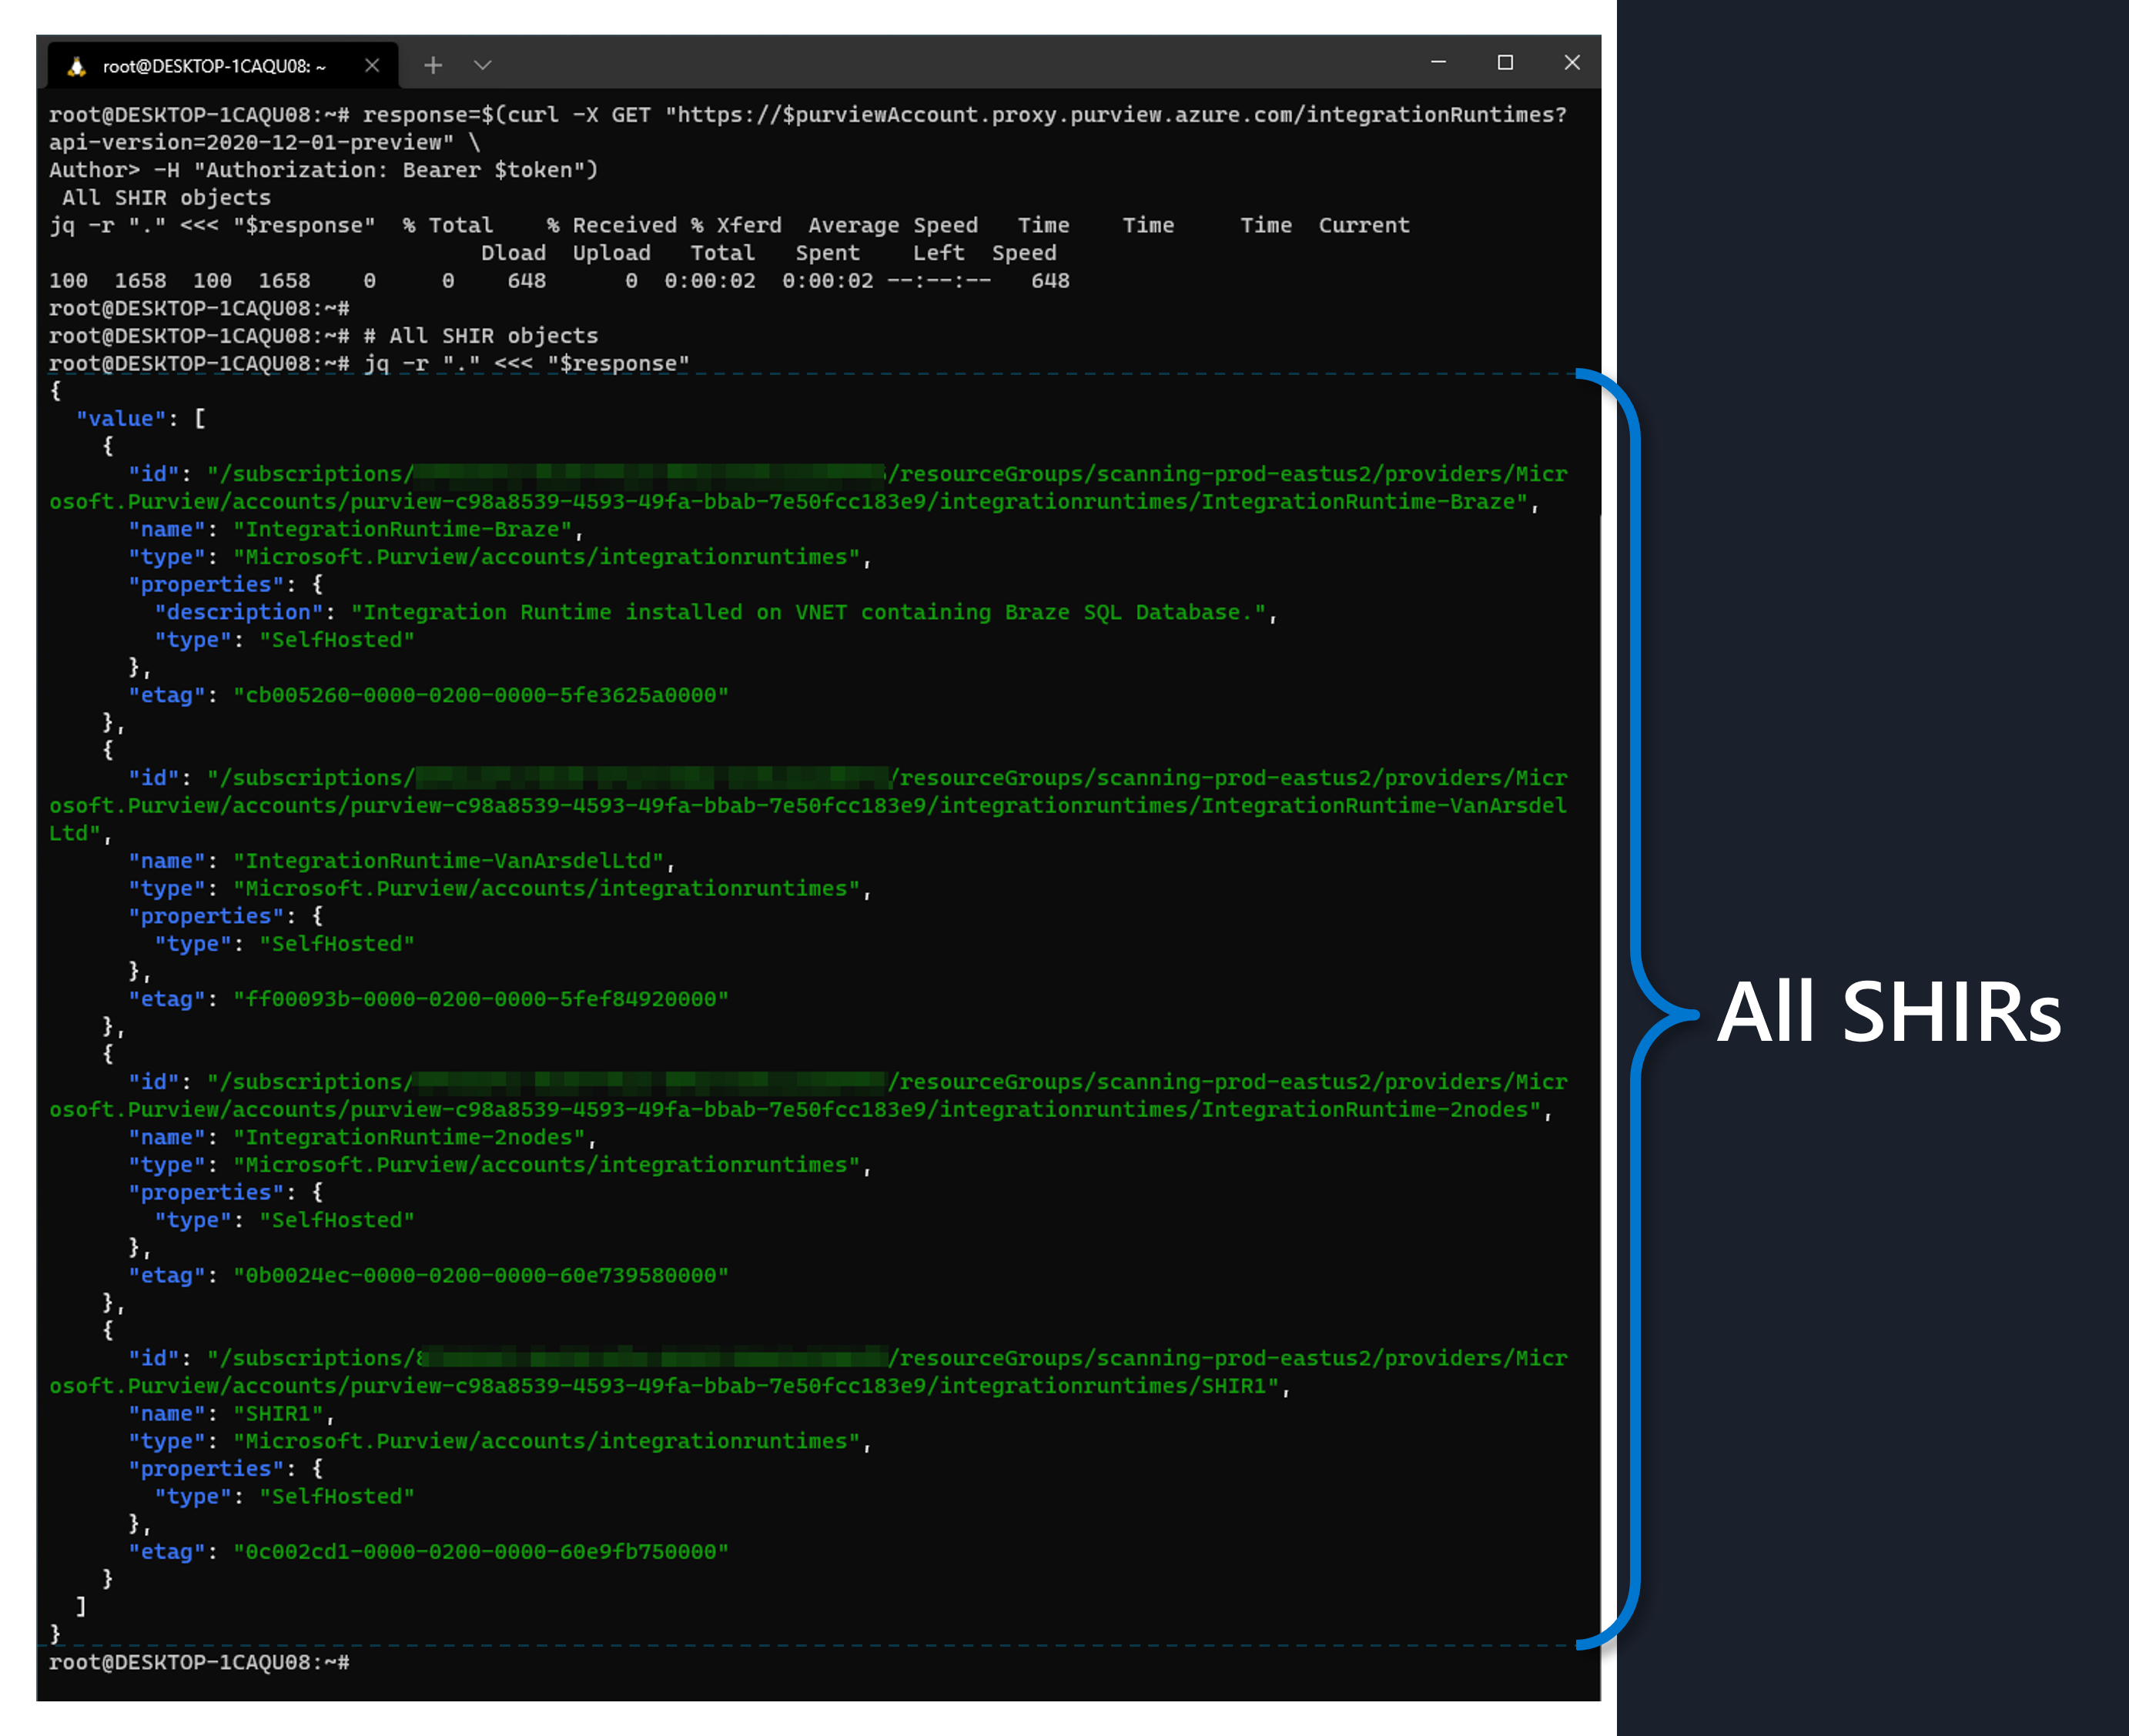 root@DESKTOP-1CAQU08: ~
root@DESKTOP-1CAQU08:~# response=$(curl -X GET "https://$purviewAccount.proxy.purview.azure.com/integrationRuntimes?
api-version=2020-12-01-preview" \
Author> -H "Authorization: Bearer $token")
 All SHIR objects
jq -r "." <<< "$response"  % Total    % Received % Xferd  Average Speed   Time    Time     Time  Current
                                 Dload  Upload   Total   Spent    Left  Speed
100  1658  100  1658    0     0    648      0  0:00:02  0:00:02 --:--:--   648
root@DESKTOP-1CAQU08:~#
root@DESKTOP-1CAQU08:~# # All SHIR objects
root@DESKTOP-1CAQU08:~# jq -r "." <<< "$response"
{
  "value": [
    {
      "id": "/subscriptions/ /resourceGroups/scanning-prod-eastus2/providers/Micr
osoft.Purview/accounts/purview-c98a8539-4593-49fa-bbab-7e50fcc183e9/integrationruntimes/IntegrationRuntime-Braze",
      "name": "IntegrationRuntime-Braze",
      "type": "Microsoft.Purview/accounts/integrationruntimes",
      "properties": {
        "description": "Integration Runtime installed on VNET containing Braze SQL Database.",
        "type": "SelfHosted"
      },
      "etag": "cb005260-0000-0200-0000-5fe3625a0000"
    },
    {
      "id": "/subscriptions/ /resourceGroups/scanning-prod-eastus2/providers/Micr
osoft.Purview/accounts/purview-c98a8539-4593-49fa-bbab-7e50fcc183e9/integrationruntimes/IntegrationRuntime-VanArsdel
Ltd",
      "name": "IntegrationRuntime-VanArsdelLtd",
      "type": "Microsoft.Purview/accounts/integrationruntimes",
      "properties": {
        "type": "SelfHosted"
      },
      "etag": "ff00093b-0000-0200-0000-5fef84920000"
    },
    {
      "id": "/subscriptions/ /resourceGroups/scanning-prod-eastus2/providers/Micr
osoft.Purview/accounts/purview-c98a8539-4593-49fa-bbab-7e50fcc183e9/integrationruntimes/IntegrationRuntime-2nodes",
      "name": "IntegrationRuntime-2nodes",
      "type": "Microsoft.Purview/accounts/integrationruntimes",
      "properties": {
        "type": "SelfHosted"
      },
      "etag": "0b0024ec-0000-0200-0000-60e739580000"
    },
    {
      "id": "/subscriptions/ /resourceGroups/scanning-prod-eastus2/providers/Micr
osoft.Purview/accounts/purview-c98a8539-4593-49fa-bbab-7e50fcc183e9/integrationruntimes/SHIR1",
      "name": "SHIR1",
      "type": "Microsoft.Purview/accounts/integrationruntimes",
      "properties": {
        "type": "SelfHosted"
      },
      "etag": "0c002cd1-0000-0200-0000-60e9fb750000"
    }
  ]
}
root@DESKTOP-1CAQU08:~#
All SHIRs